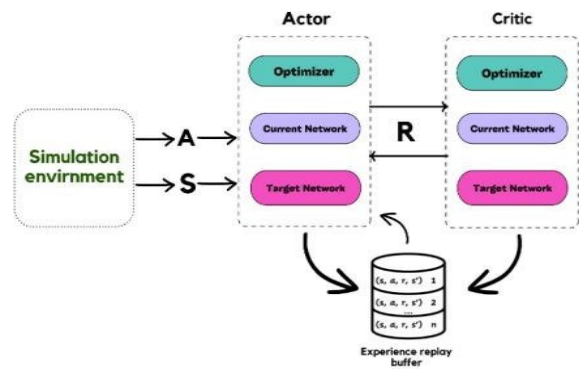 Actor
Critic
Optimizer
Optimizer
Simulation
envirnment
A
Current Network
R
Current Network
S
Target Network
Target Network
(s, a, r, s') 1
(s, a, r, s') 2
...
(s, a, r, s') n
Experience replay
buffer